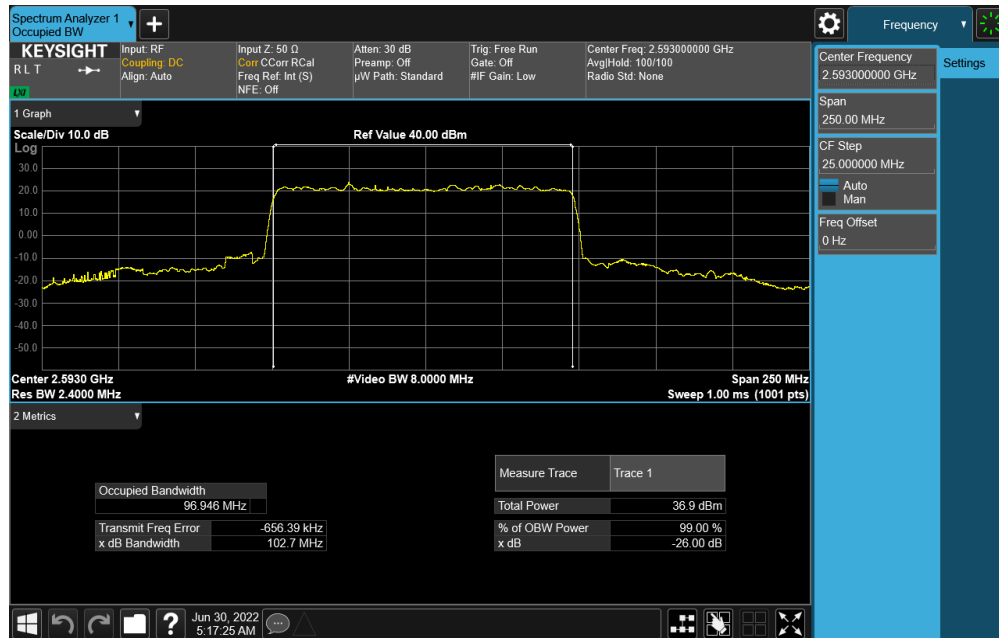 Spectrum Analyzer 1
Occupied BW
Frequency
KEYSIGHT
R L T
LXI
Input: RF
Coupling: DC
Align: Auto
Input Z: 50 Ω
Corr CCorr RCal
Freq Ref: Int (S)
NFE: Off
Atten: 30 dB
Preamp: Off
µW Path: Standard
Trig: Free Run
Gate: Off
#IF Gain: Low
Center Freq: 2.593000000 GHz
Avg|Hold: 100/100
Radio Std: None
Center Frequency
2.593000000 GHz
Settings
Span
250.00 MHz
CF Step
25.000000 MHz
Auto
Man
Freq Offset
0 Hz
1 Graph
Scale/Div 10.0 dB
Ref Value 40.00 dBm
Log
30.0
20.0
10.0
0.00
-10.0
-20.0
-30.0
-40.0
-50.0
Center 2.5930 GHz
#Video BW 8.0000 MHz
Span 250 MHz
Res BW 2.4000 MHz
Sweep 1.00 ms (1001 pts)
2 Metrics
Measure Trace Trace 1
Occupied Bandwidth
96.946 MHz
Total Power 36.9 dBm
Transmit Freq Error -656.39 kHz
% of OBW Power 99.00 %
x dB Bandwidth 102.7 MHz
x dB -26.00 dB
Jun 30, 2022
5:17:25 AM